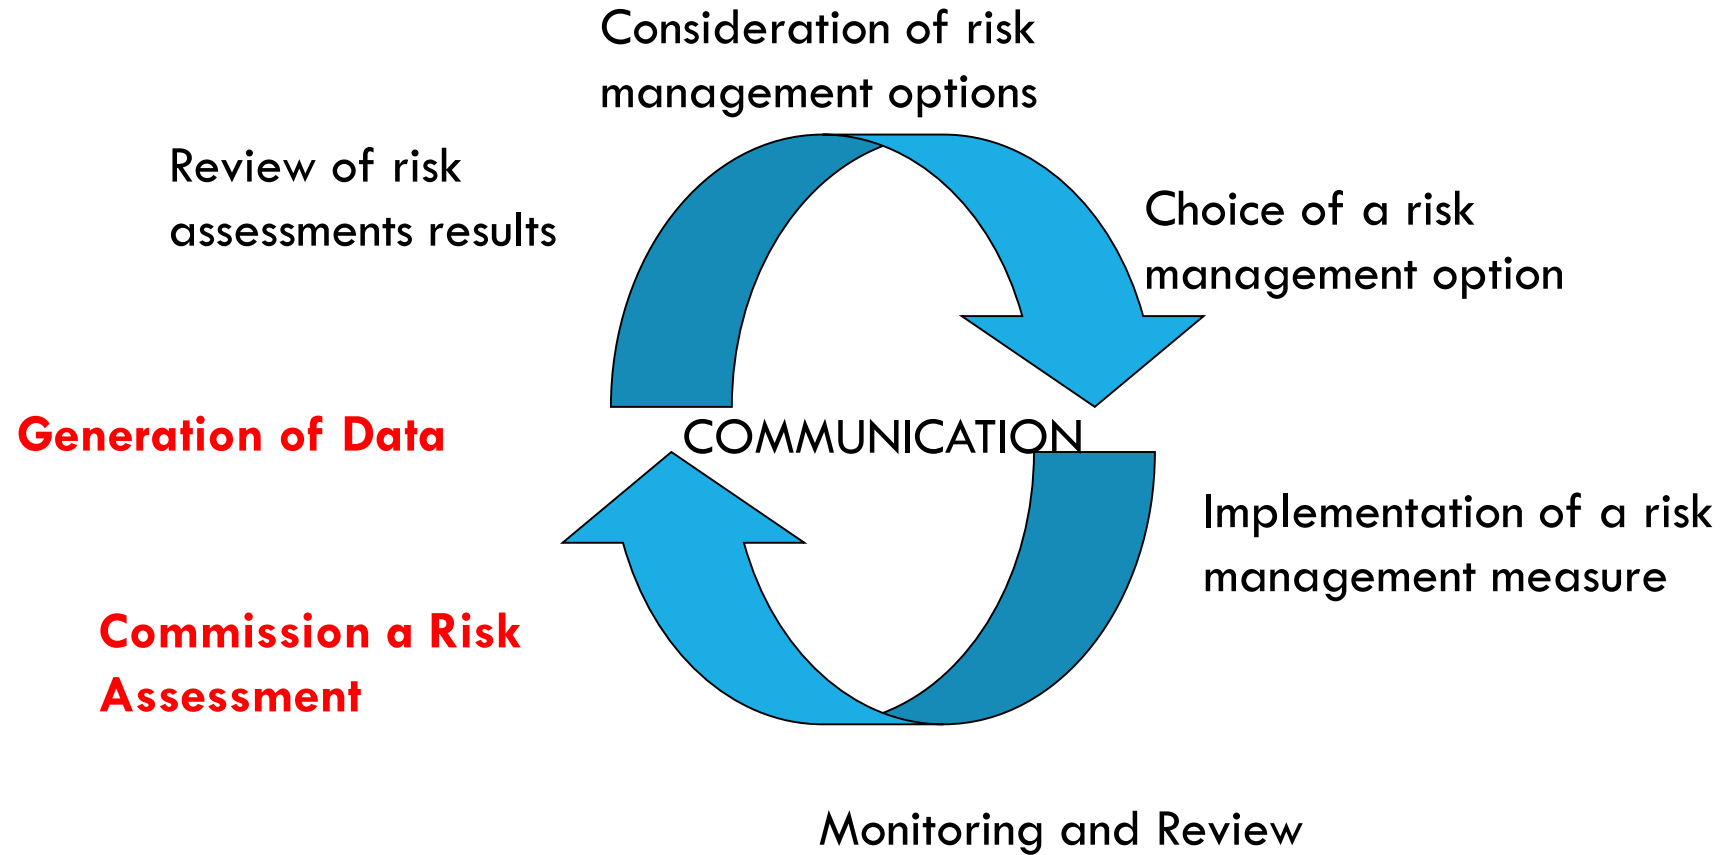 Consideration of risk
management options
Review of risk
assessments results
Choice of a risk
management option
Generation of Data
COMMUNICATION
Implementation of a risk
management measure
Commission a Risk
Assessment
Monitoring and Review